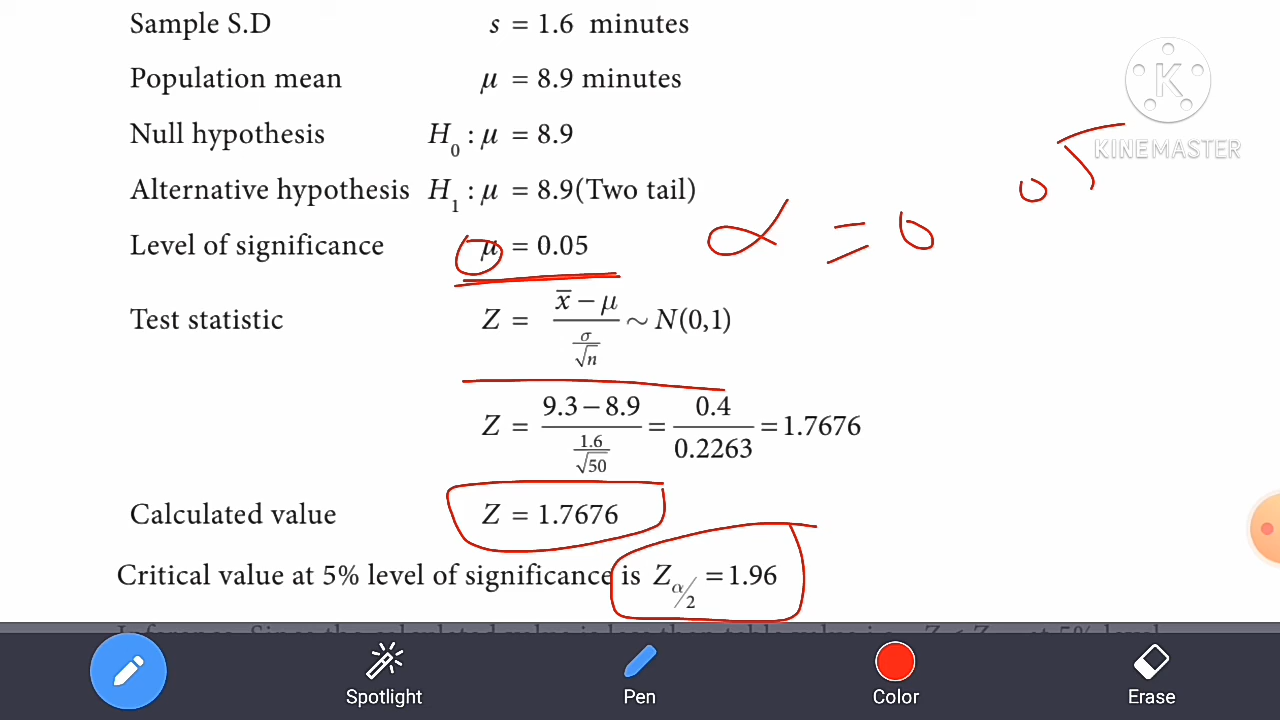 Sample S.D s = 1.6 minutes
Population mean μ = 8.9 minutes
KINEMASTER
Null hypothesis H₀ : μ = 8.9
Alternative hypothesis H₁ : μ = 8.9(Two tail)
Level of significance μ = 0.05 α = 0 05
Test statistic Z = (x̄ − μ) / (σ/√n) ~ N(0,1)
Z = (9.3 − 8.9) / (1.6/√50) = 0.4/0.2263 = 1.7676
Calculated value Z = 1.7676
Critical value at 5% level of significance is Z_α/2 = 1.96
Spotlight Pen Color Erase